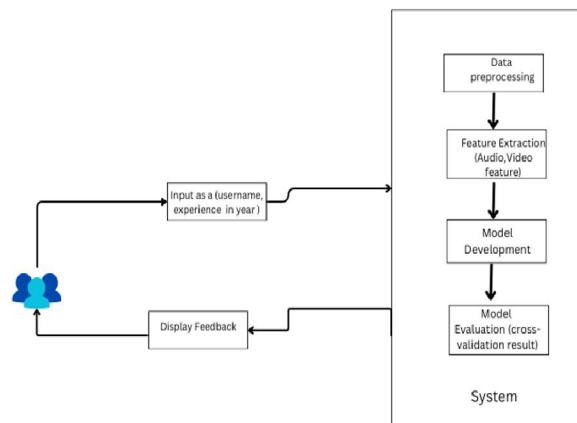 Data
preprocessing
Feature Extraction
(Audio,Video
feature)
Input as a (username,
experience in year )
Model
Development
Display Feedback
Model
Evaluation (cross-
validation result)
System